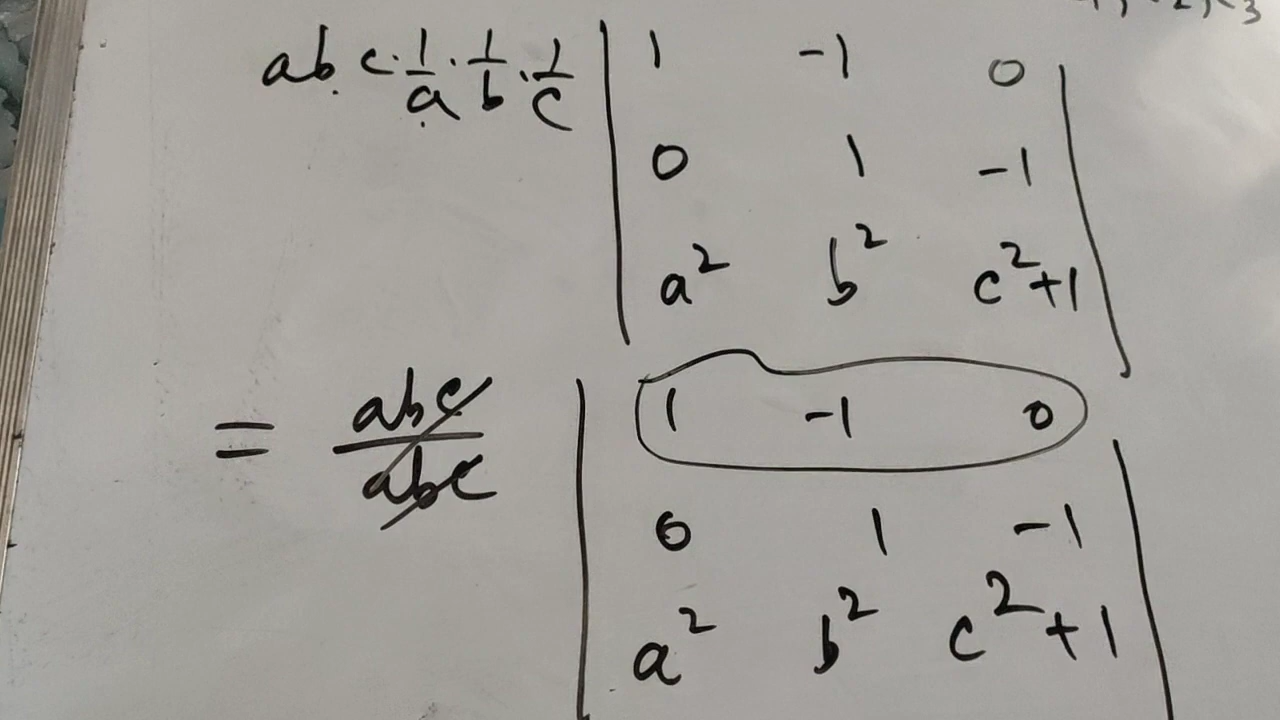 abc·1/a·1/b·1/c | 1 -1 0 |
| 0 1 -1 |
| a² b² c²+1 |
= abc/abc | 1 -1 0 |
| 0 1 -1 |
| a² b² c²+1 |